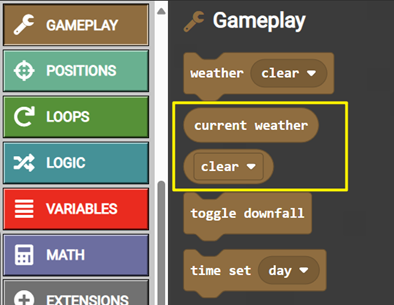 GAMEPLAY
POSITIONS
LOOPS
LOGIC
VARIABLES
MATH
EXTENSIONS
Gameplay
weather clear
current weather
clear
toggle downfall
time set day